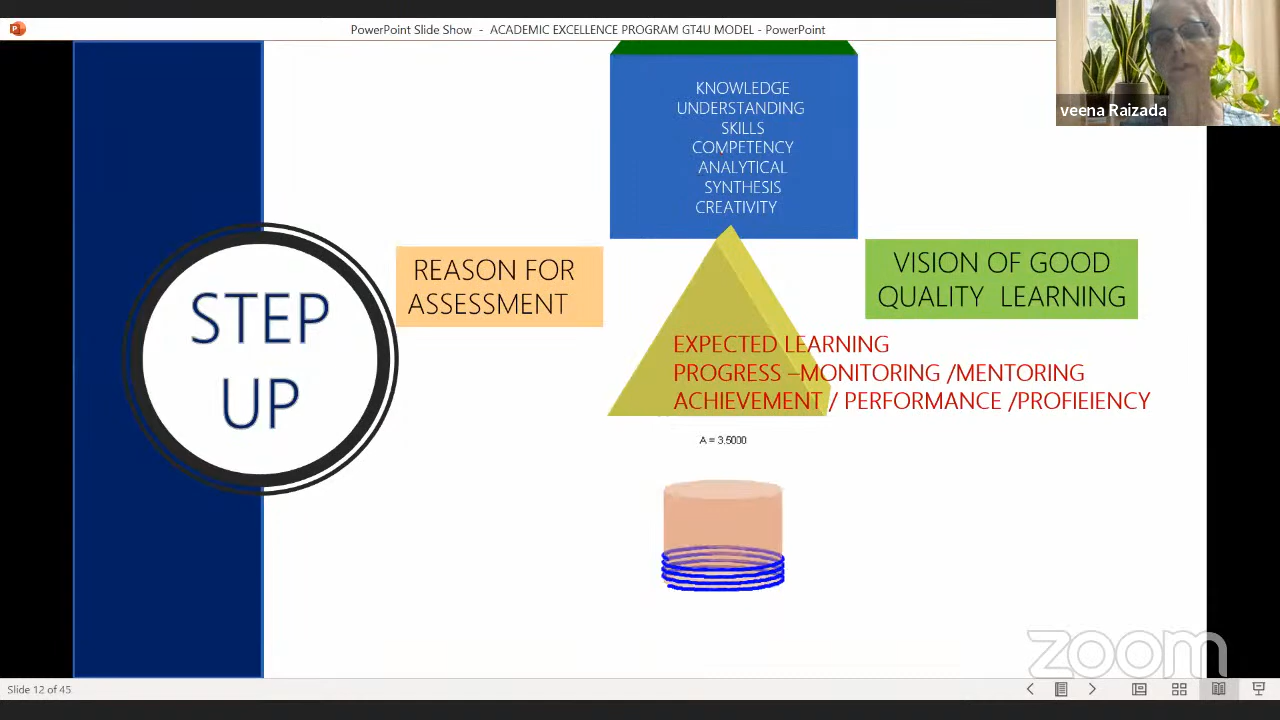 PowerPoint Slide Show - ACADEMIC EXCELLENCE PROGRAM GT4U MODEL - PowerPoint
veena Raizada
KNOWLEDGE
UNDERSTANDING
SKILLS
COMPETENCY
ANALYTICAL
SYNTHESIS
CREATIVITY
STEP
UP
REASON FOR
ASSESSMENT
VISION OF GOOD
QUALITY LEARNING
EXPECTED LEARNING
PROGRESS –MONITORING /MENTORING
ACHIEVEMENT / PERFORMANCE /PROFIEIENCY
A = 3.5000
zoom
Slide 12 of 45